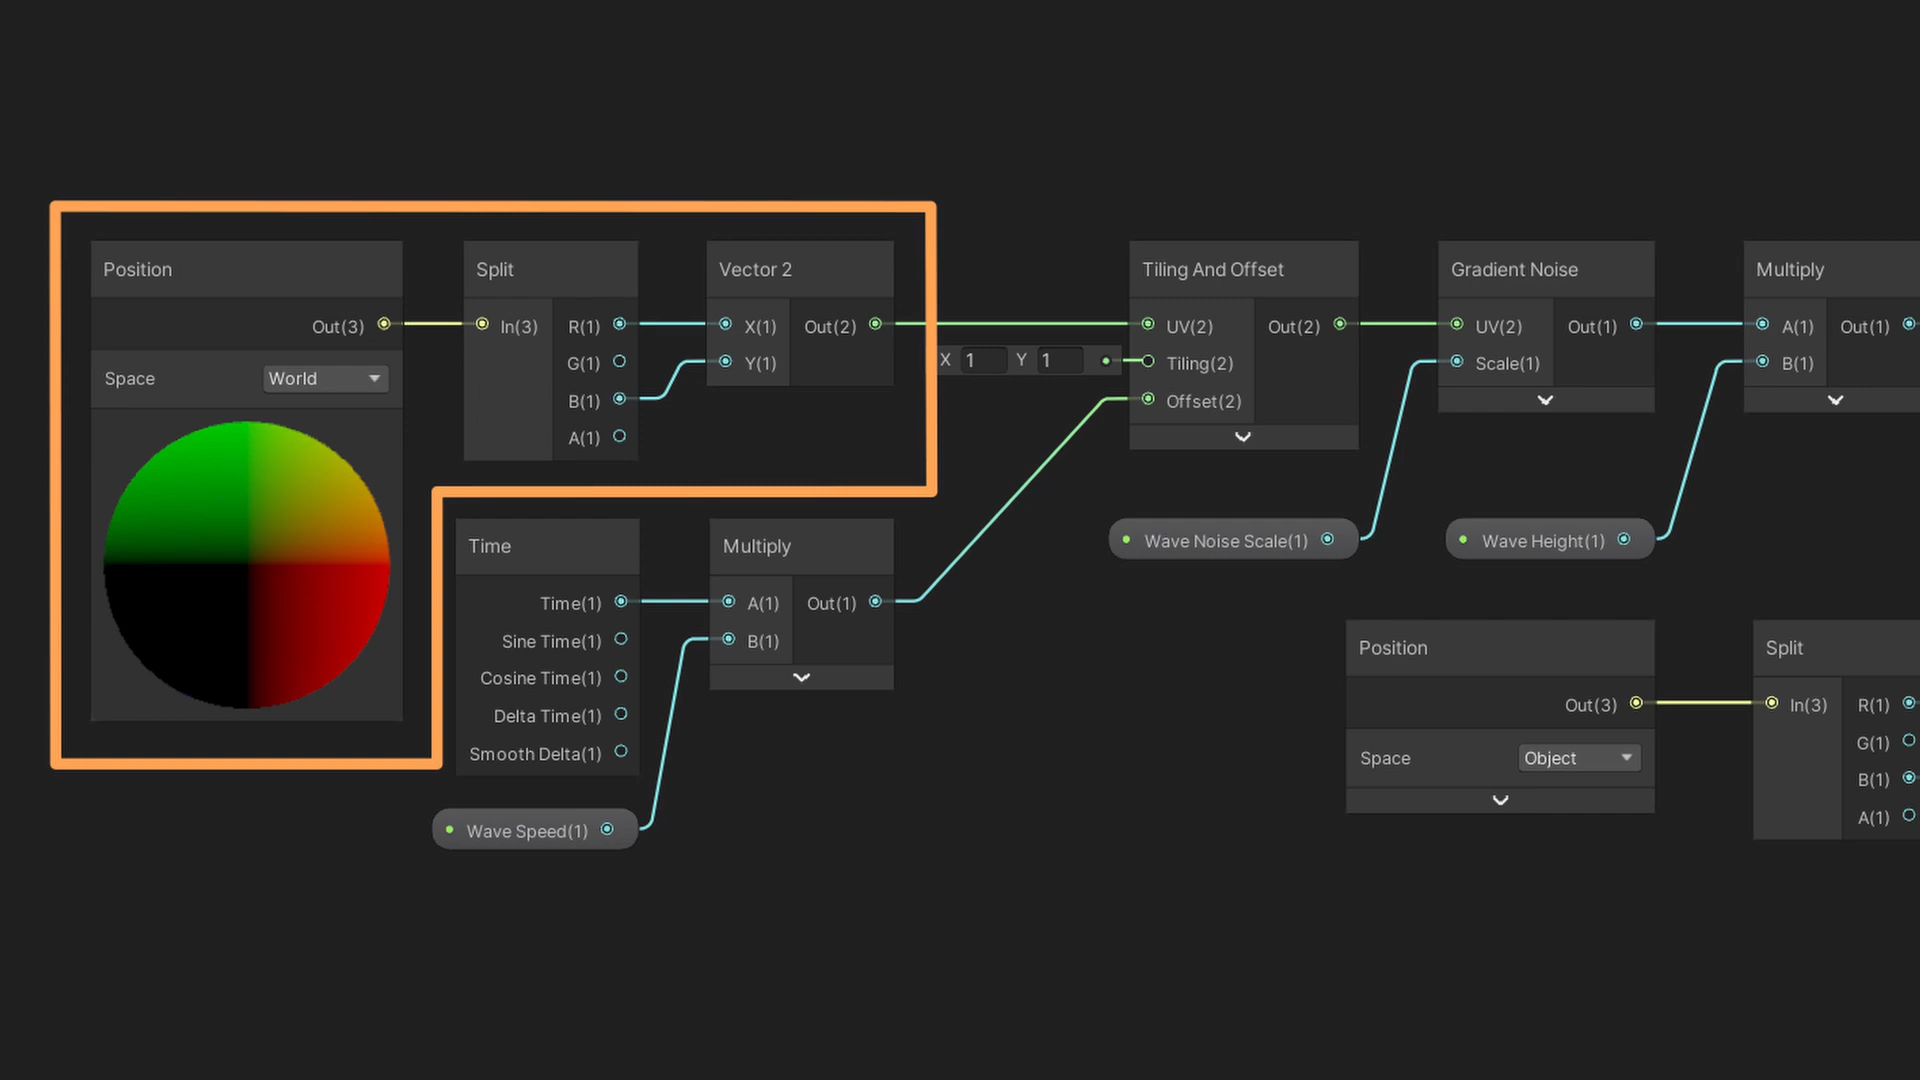 Position
Out(3)
Space
World
Split
In(3)
R(1)
G(1)
B(1)
A(1)
Vector 2
X(1)
Y(1)
Out(2)
Time
Time(1)
Sine Time(1)
Cosine Time(1)
Delta Time(1)
Smooth Delta(1)
Wave Speed(1)
Multiply
A(1)
B(1)
Out(1)
X 1 Y 1
Tiling And Offset
UV(2)
Tiling(2)
Offset(2)
Out(2)
Wave Noise Scale(1)
Gradient Noise
UV(2)
Scale(1)
Out(1)
Wave Height(1)
Multiply
A(1)
B(1)
Out(1)
Position
Out(3)
Space
Object
Split
In(3)
R(1)
G(1)
B(1)
A(1)